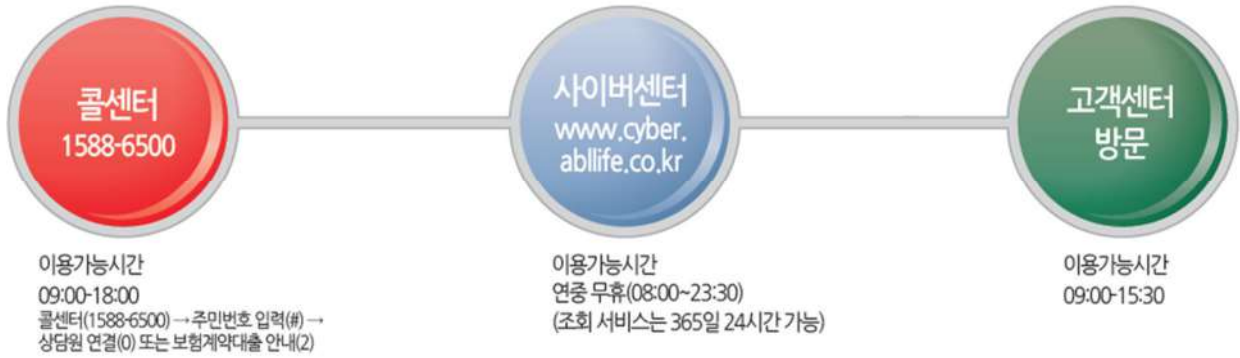 콜센터
1588-6500
사이버센터
www.cyber.
abllife.co.kr
고객센터
방문
이용가능시간
09:00-18:00
콜센터(1588-6500) → 주민번호 입력(#) →
상담원 연결(0) 또는 보험계약대출 안내(2)
이용가능시간
연중 무휴(08:00~23:30)
(조회 서비스는 365일 24시간 가능)
이용가능시간
09:00-15:30